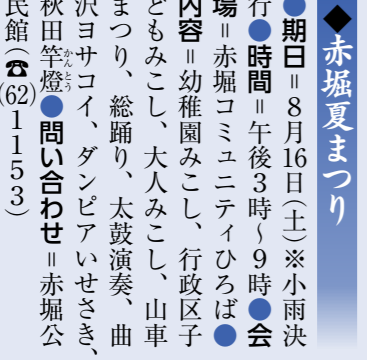 ◆赤堀夏まつり
●期日＝8月16日(土)※小雨決
行●時間＝午後3時～9時●会
場＝赤堀コミュニティひろば●
内容＝幼稚園みこし、行政区子
どもみこし、大人みこし、山車
まつり、総踊り、太鼓演奏、曲
沢ヨサコイ、ダンピアいせさき、
秋田竿燈かんとう●問い合わせ＝赤堀公
民館(☎(62)1153)